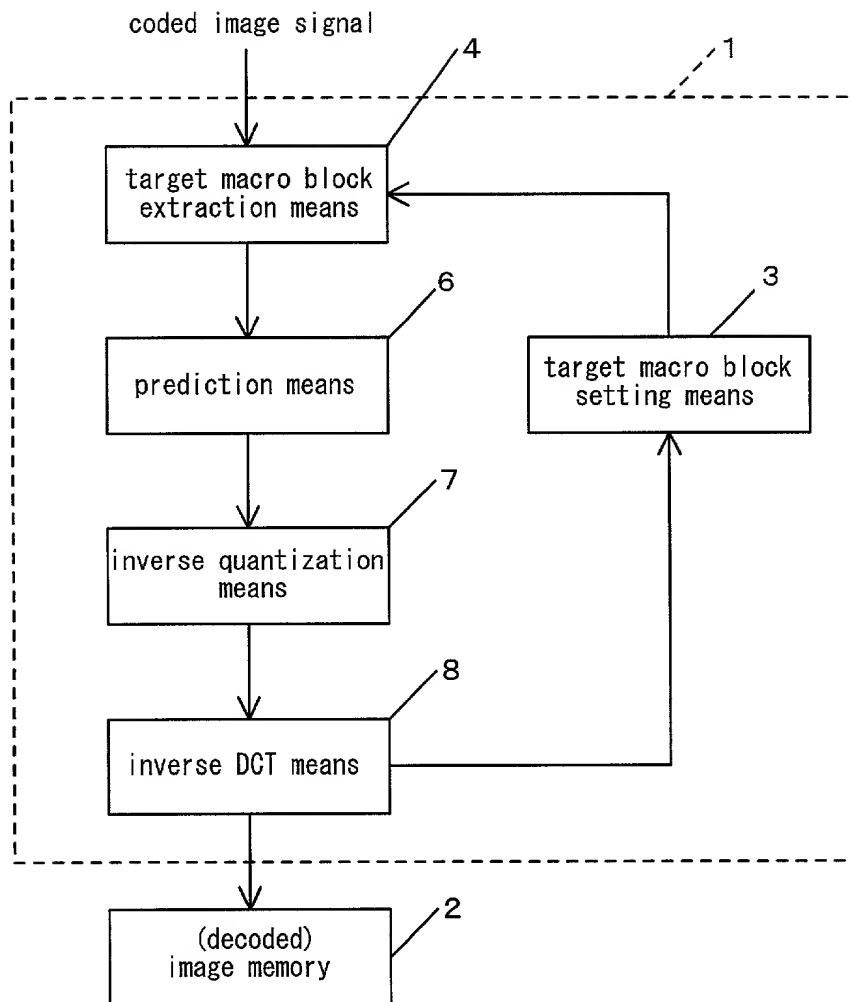 coded image signal
4
1
target macro block
extraction means
6
3
prediction means
target macro block
setting means
7
inverse quantization
means
8
inverse DCT means
2
(decoded)
image memory